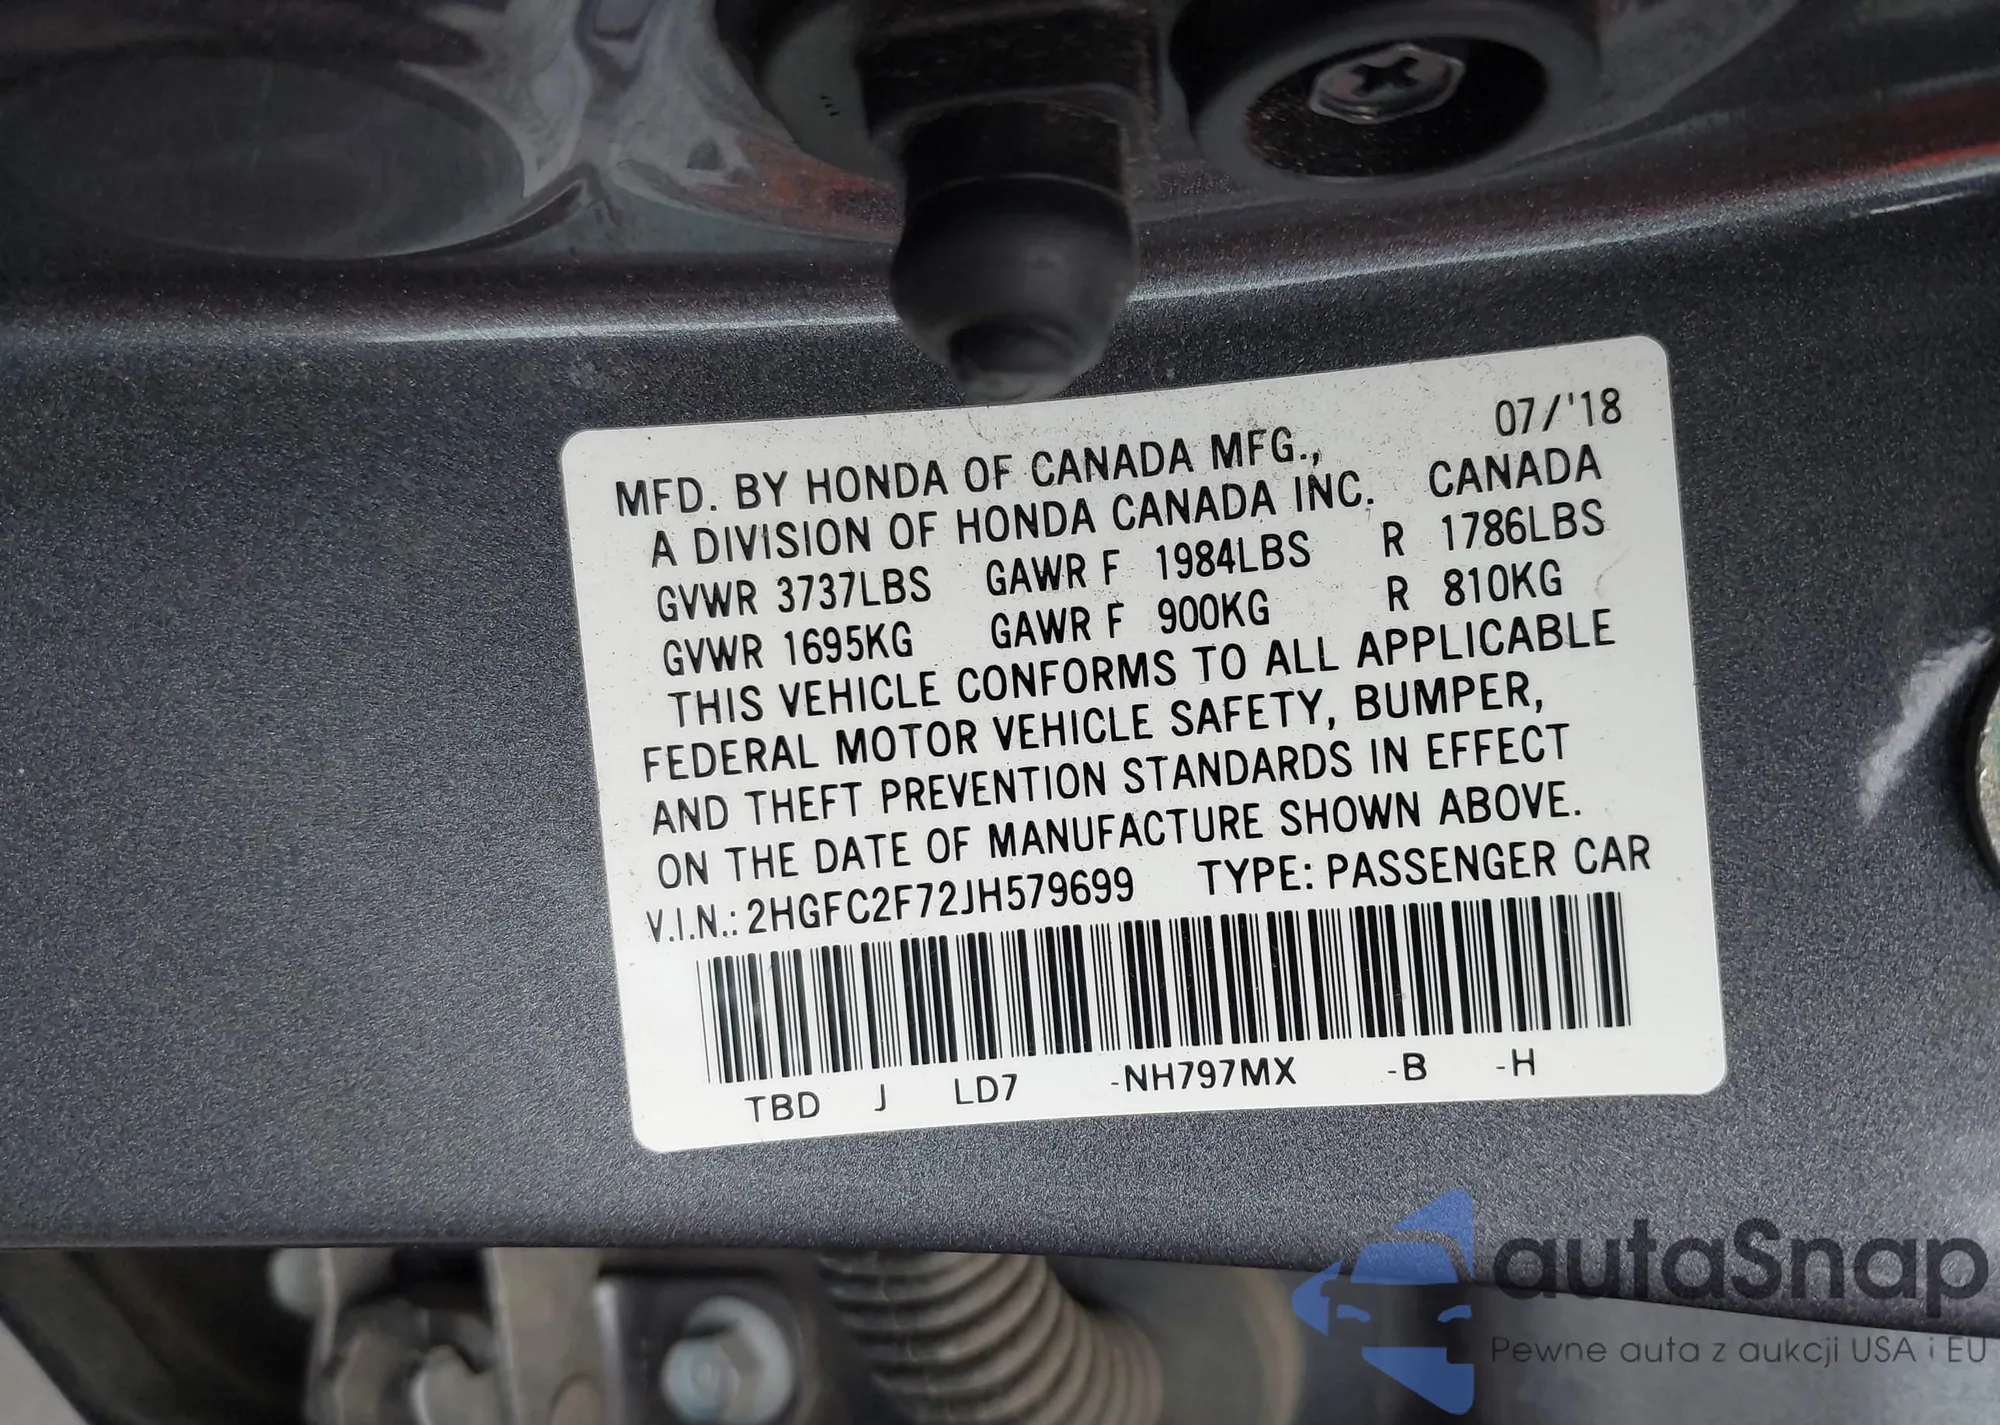 07/'18
MFD. BY HONDA OF CANADA MFG.,
A DIVISION OF HONDA CANADA INC. CANADA
GVWR 3737LBS GAWR F 1984LBS R 1786LBS
GVWR 1695KG GAWR F 900KG R 810KG
THIS VEHICLE CONFORMS TO ALL APPLICABLE
FEDERAL MOTOR VEHICLE SAFETY, BUMPER,
AND THEFT PREVENTION STANDARDS IN EFFECT
ON THE DATE OF MANUFACTURE SHOWN ABOVE.
V.I.N.: 2HGFC2F72JH579699 TYPE: PASSENGER CAR
TBD J LD7 -NH797MX -B -H
autaSnap
Pewne auta z aukcji USA i EU